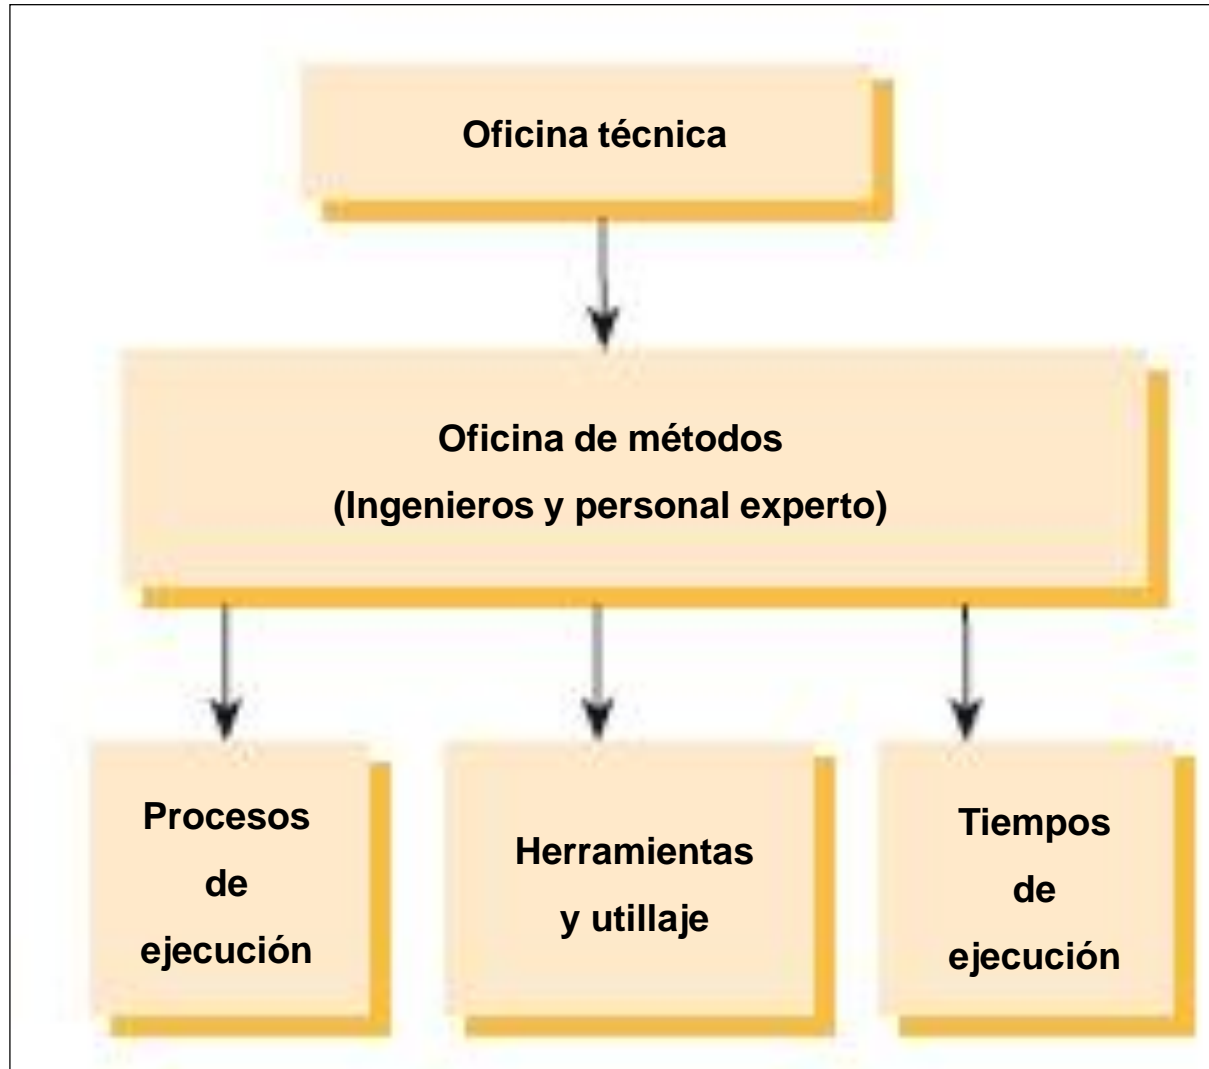 Oficina técnica
Oficina de métodos
(Ingenieros y personal experto)
Procesos
de
ejecución
Herramientas
y utillaje
Tiempos
de
ejecución